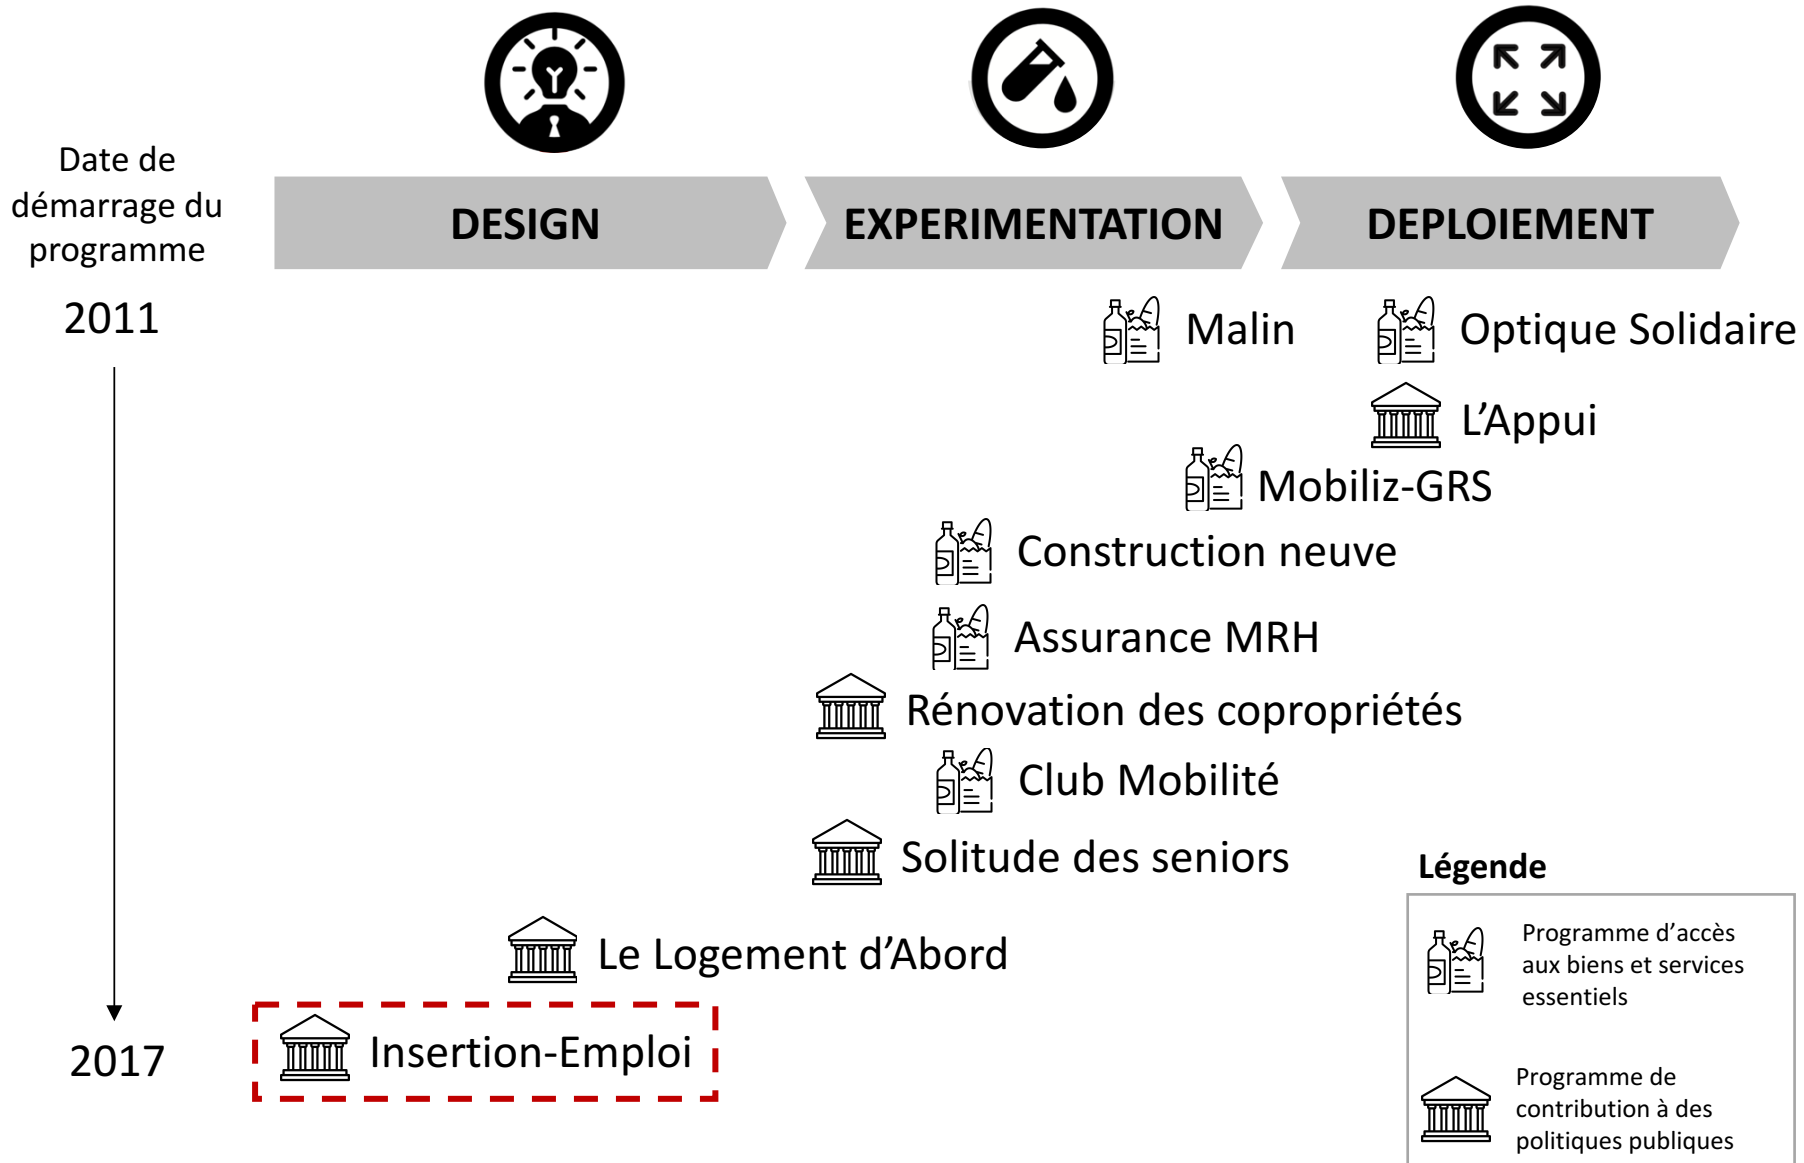 Date de
démarrage du
programme
DESIGN
EXPERIMENTATION
DEPLOIEMENT
2011
Malin
Optique Solidaire
L’Appui
Mobiliz-GRS
Construction neuve
Assurance MRH
Rénovation des copropriétés
Club Mobilité
Solitude des seniors
Le Logement d’Abord
2017
Insertion-Emploi
Légende
Programme d’accès
aux biens et services
essentiels
Programme de
contribution à des
politiques publiques